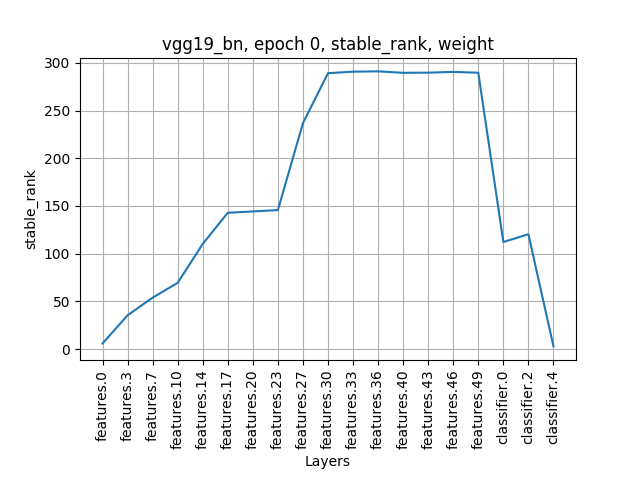 vgg19_bn, epoch 0, stable_rank, weight
300
250
200
150
100
50
0
stable_rank
features.0
features.3
features.7
features.10
features.14
features.17
features.20
features.23
features.27
features.30
features.33
features.36
features.40
features.43
features.46
features.49
classifier.0
classifier.2
classifier.4
Layers